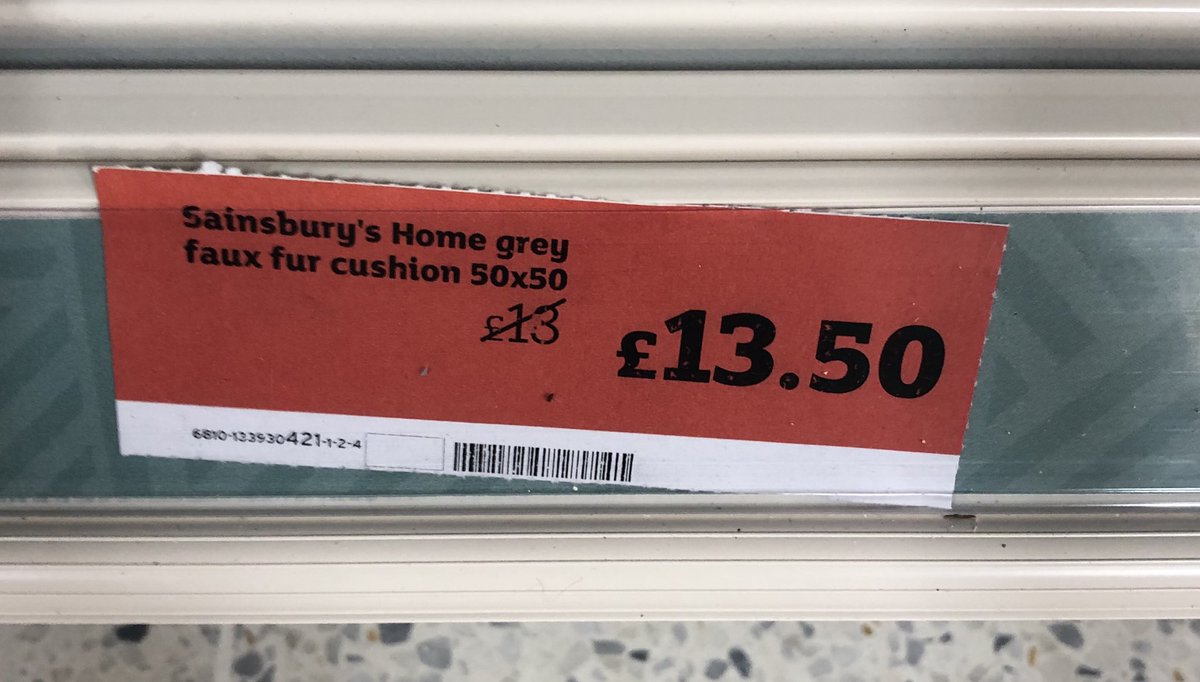 Sainsbury's Home grey
faux fur cushion 50x50
£13
£13.50
6810-133930421-1-2-4